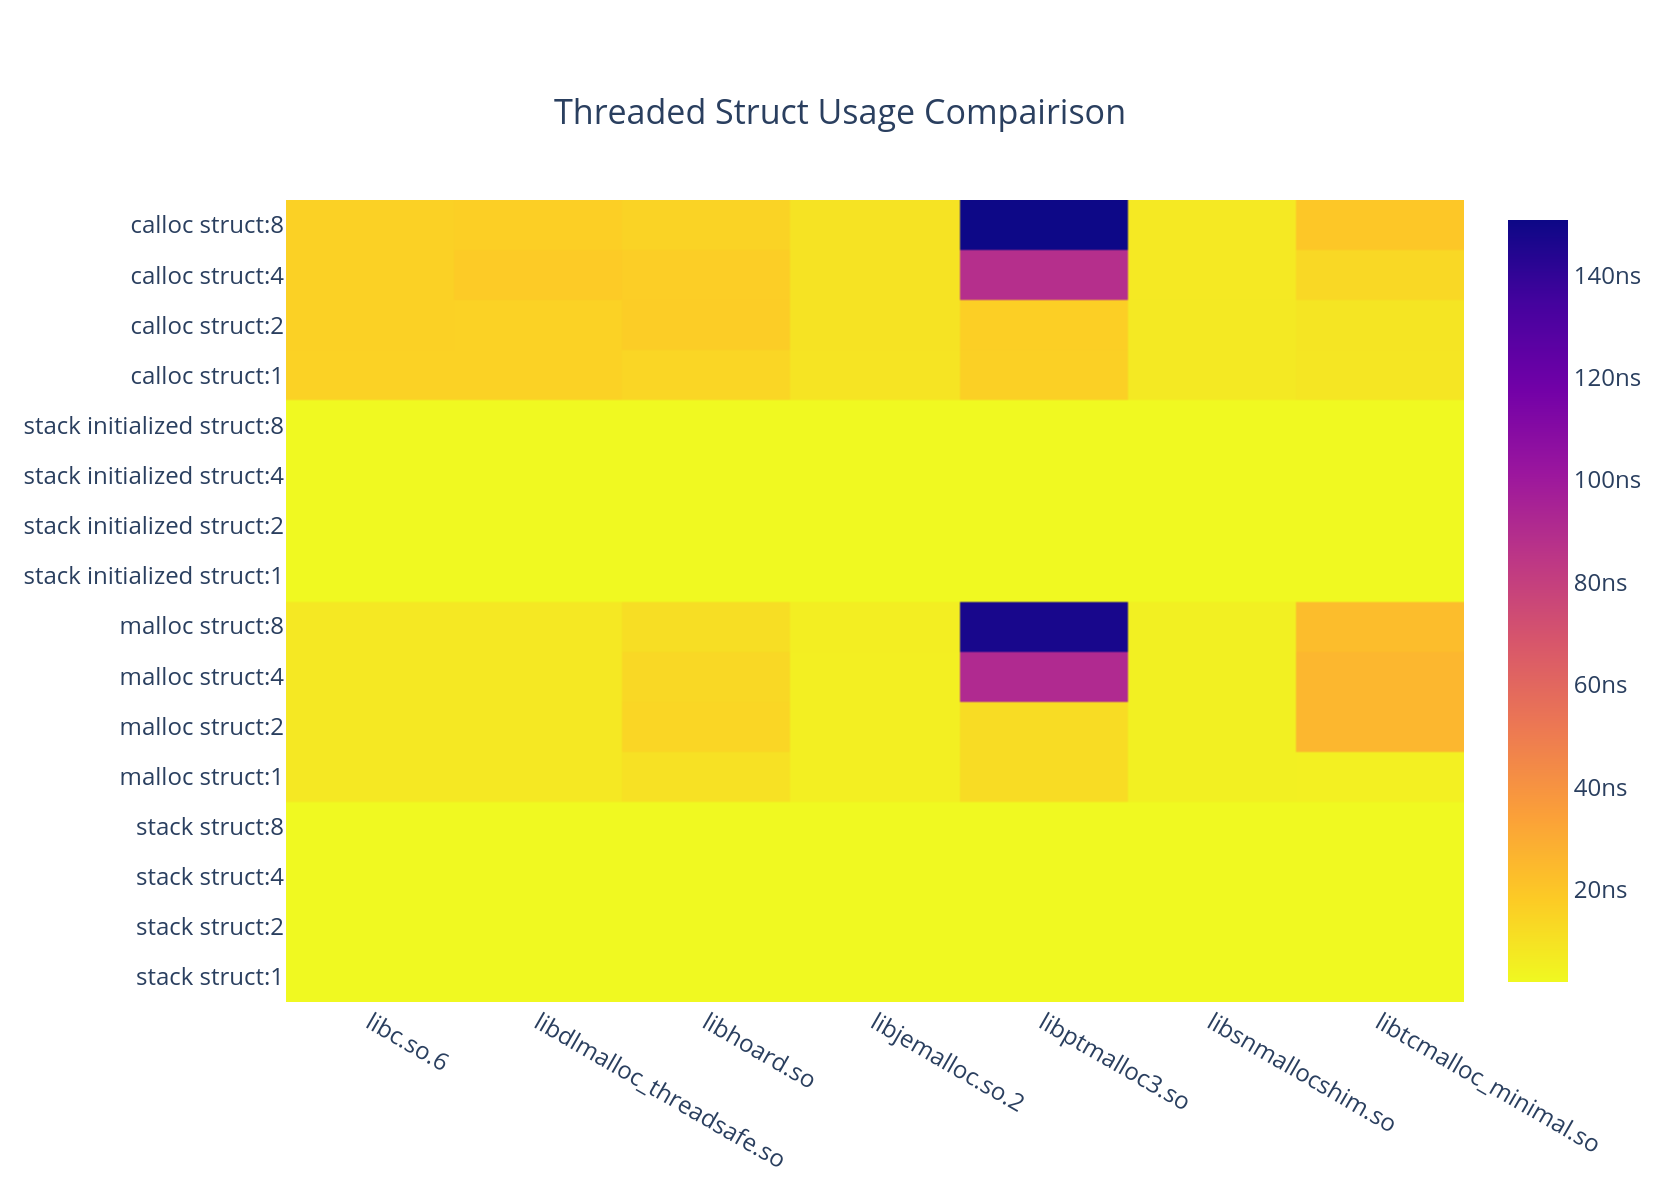 Threaded Struct Usage Compairison
calloc struct:8
calloc struct:4
calloc struct:2
calloc struct:1
stack initialized struct:8
stack initialized struct:4
stack initialized struct:2
stack initialized struct:1
malloc struct:8
malloc struct:4
malloc struct:2
malloc struct:1
stack struct:8
stack struct:4
stack struct:2
stack struct:1
libc.so.6
libdlmalloc_threadsafe.so
libhoard.so
libjemalloc.so.2
libptmalloc3.so
libsnmallocshim.so
libtcmalloc_minimal.so
140ns
120ns
100ns
80ns
60ns
40ns
20ns